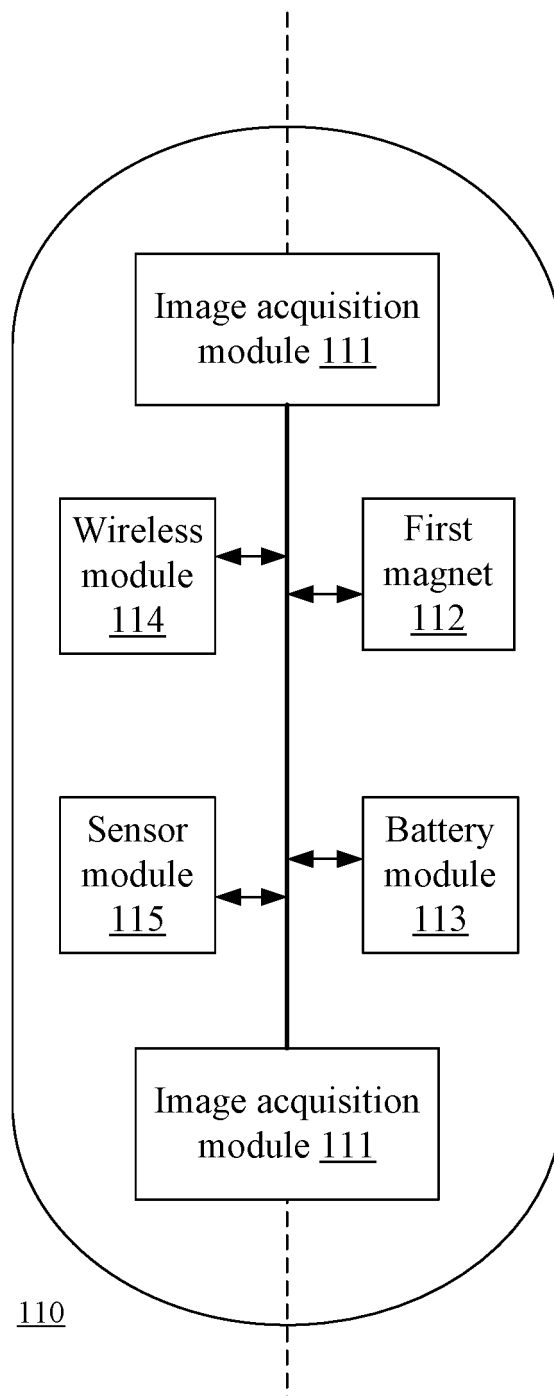 Image acquisition
module 111
Wireless
module
114
First
magnet
112
Sensor
module
115
Battery
module
113
Image acquisition
module 111
110